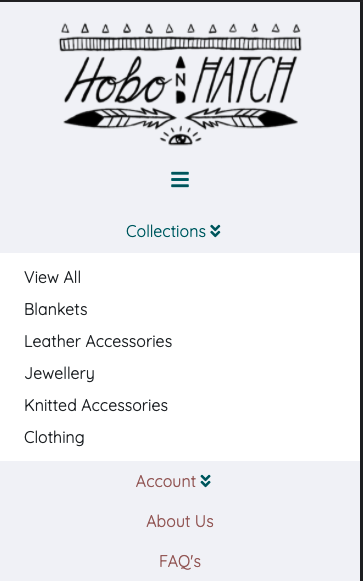 Hobo AND HATCH
Collections
View All
Blankets
Leather Accessories
Jewellery
Knitted Accessories
Clothing
Account
About Us
FAQ's